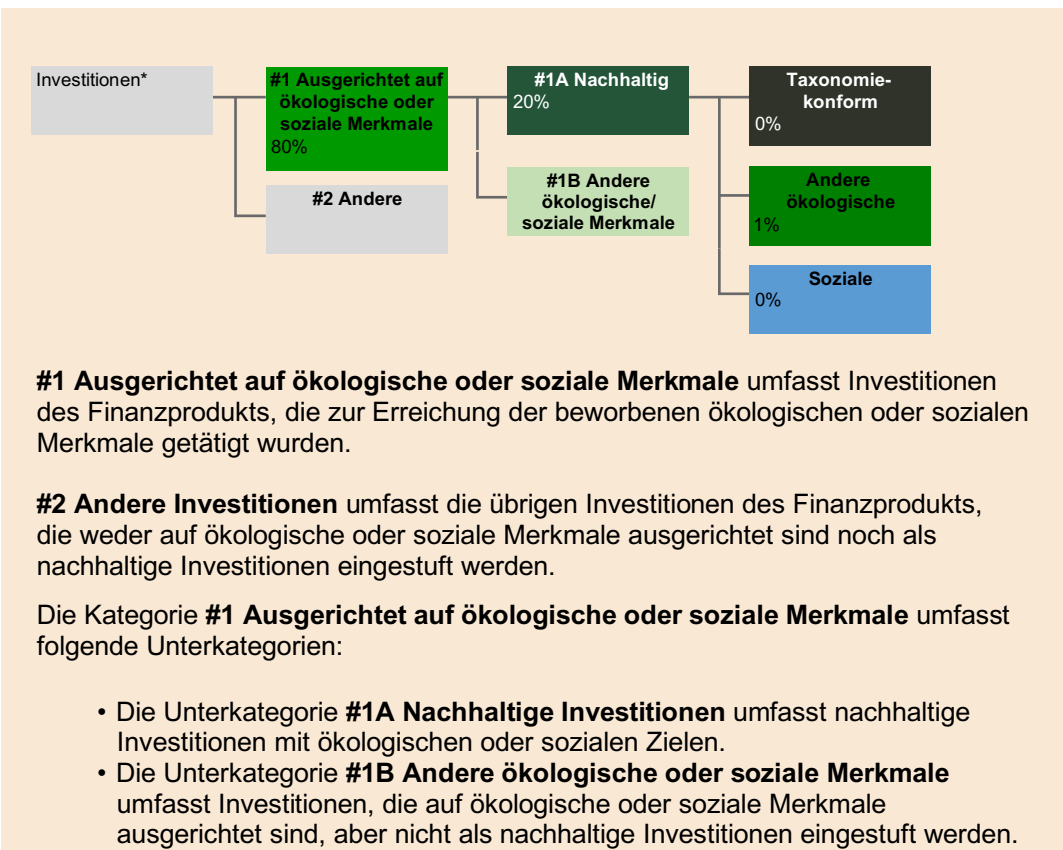 Investitionen*
#1 Ausgerichtet auf
ökologische oder
soziale Merkmale
80%
#2 Andere
#1A Nachhaltig
20%
#1B Andere
ökologische/
soziale Merkmale
Taxonomie-
konform
0%
Andere
ökologische
1%
Soziale
0%
#1 Ausgerichtet auf ökologische oder soziale Merkmale umfasst Investitionen
des Finanzprodukts, die zur Erreichung der beworbenen ökologischen oder sozialen
Merkmale getätigt wurden.
#2 Andere Investitionen umfasst die übrigen Investitionen des Finanzprodukts,
die weder auf ökologische oder soziale Merkmale ausgerichtet sind noch als
nachhaltige Investitionen eingestuft werden.
Die Kategorie #1 Ausgerichtet auf ökologische oder soziale Merkmale umfasst
folgende Unterkategorien:
• Die Unterkategorie #1A Nachhaltige Investitionen umfasst nachhaltige
Investitionen mit ökologischen oder sozialen Zielen.
• Die Unterkategorie #1B Andere ökologische oder soziale Merkmale
umfasst Investitionen, die auf ökologische oder soziale Merkmale
ausgerichtet sind, aber nicht als nachhaltige Investitionen eingestuft werden.